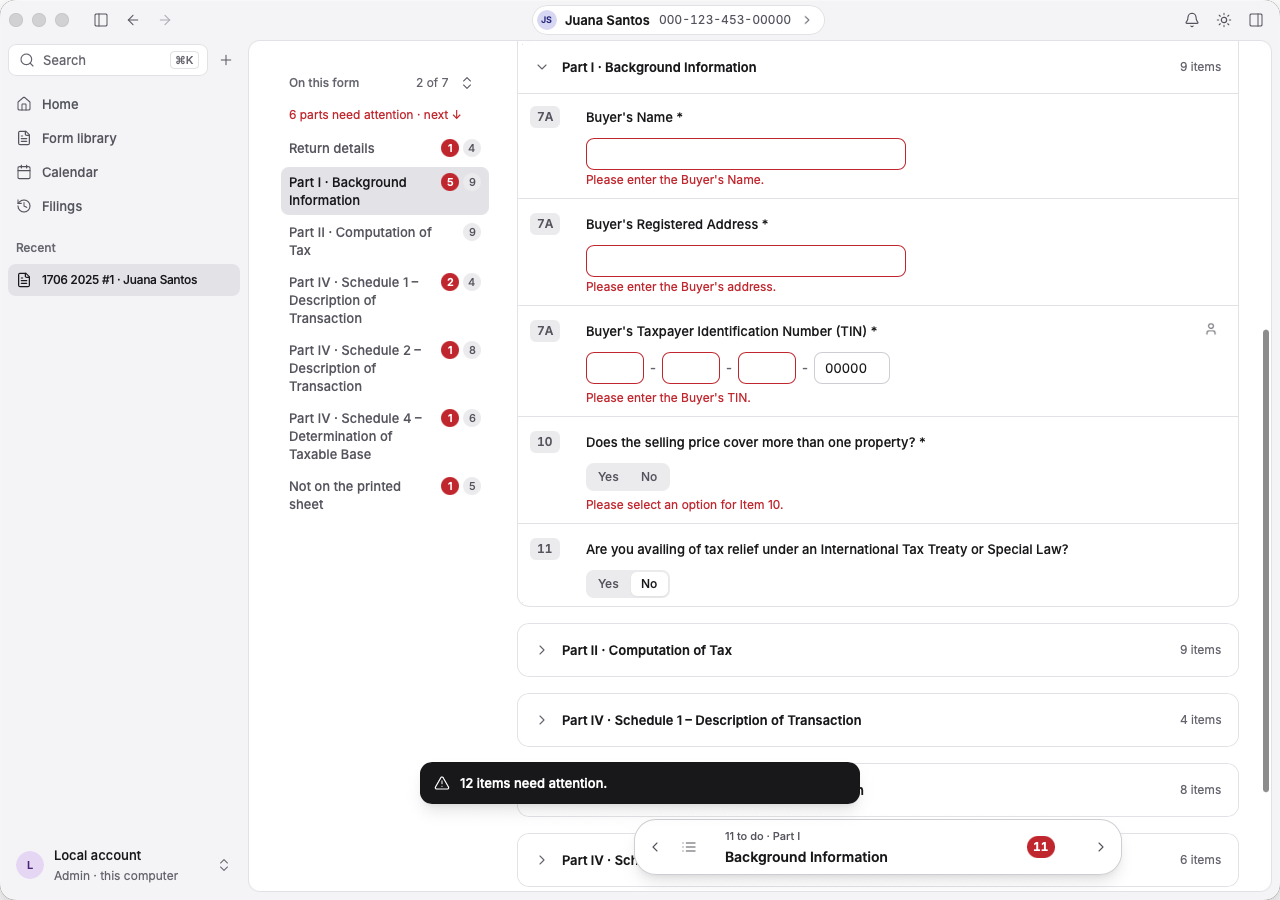 JS Juana Santos 000-123-453-00000
Search ⌘K
Home
Form library
Calendar
Filings
Recent
1706 2025 #1 · Juana Santos
L Local account
Admin · this computer
On this form 2 of 7
6 parts need attention · next ↓
Return details 1 4
Part I · Background 5 9
Information
Part II · Computation of 9
Tax
Part IV · Schedule 1 – 2 4
Description of
Transaction
Part IV · Schedule 2 – 1 8
Description of
Transaction
Part IV · Schedule 4 – 1 6
Determination of
Taxable Base
Not on the printed 1 5
sheet
Part I · Background Information 9 items
7A Buyer's Name *
Please enter the Buyer's Name.
7A Buyer's Registered Address *
Please enter the Buyer's address.
7A Buyer's Taxpayer Identification Number (TIN) *
- - - 00000
Please enter the Buyer's TIN.
10 Does the selling price cover more than one property? *
Yes No
Please select an option for Item 10.
11 Are you availing of tax relief under an International Tax Treaty or Special Law?
Yes No
Part II · Computation of Tax 9 items
Part IV · Schedule 1 – Description of Transaction 4 items
12 items need attention.
8 items
11 to do · Part I
Background Information 11
Part IV · 6 items